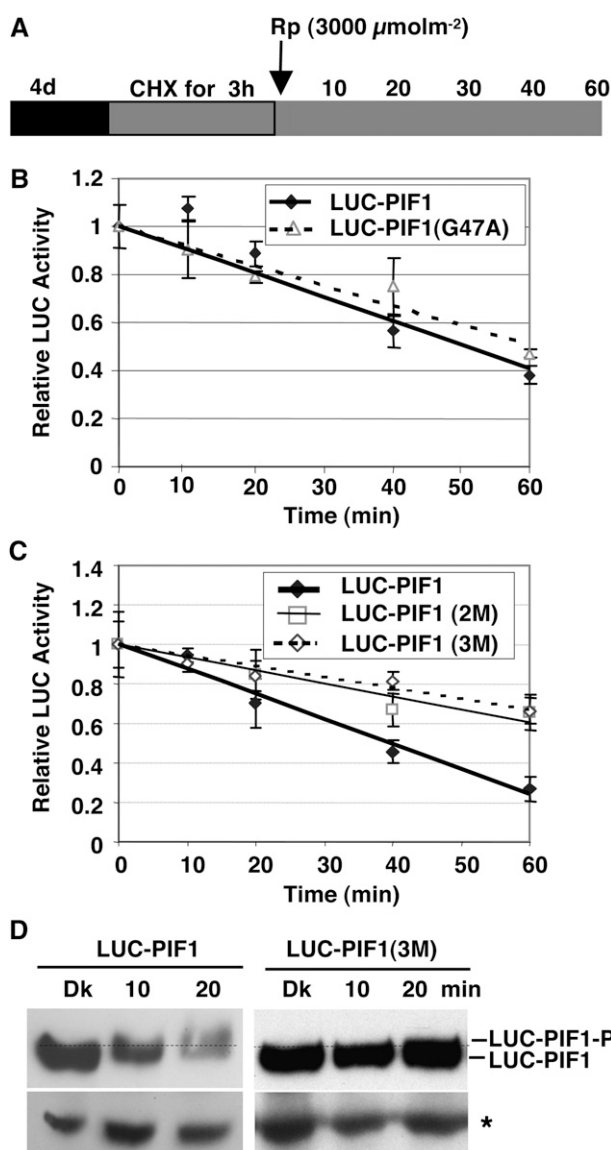 A
Rp (3000 µmolm-2)
4d CHX for 3h 10 20 30 40 60
B
1.2
1
0.8
0.6
0.4
0.2
0
Relative LUC Activity
LUC-PIF1
LUC-PIF1(G47A)
0 10 20 30 40 50 60
Time (min)
C
1.4
1.2
1
0.8
0.6
0.4
0.2
0
Relative LUC Activity
LUC-PIF1
LUC-PIF1 (2M)
LUC-PIF1 (3M)
0 10 20 30 40 50 60
Time (min)
D
LUC-PIF1 LUC-PIF1(3M)
Dk 10 20 Dk 10 20 min
LUC-PIF1-P
LUC-PIF1
*